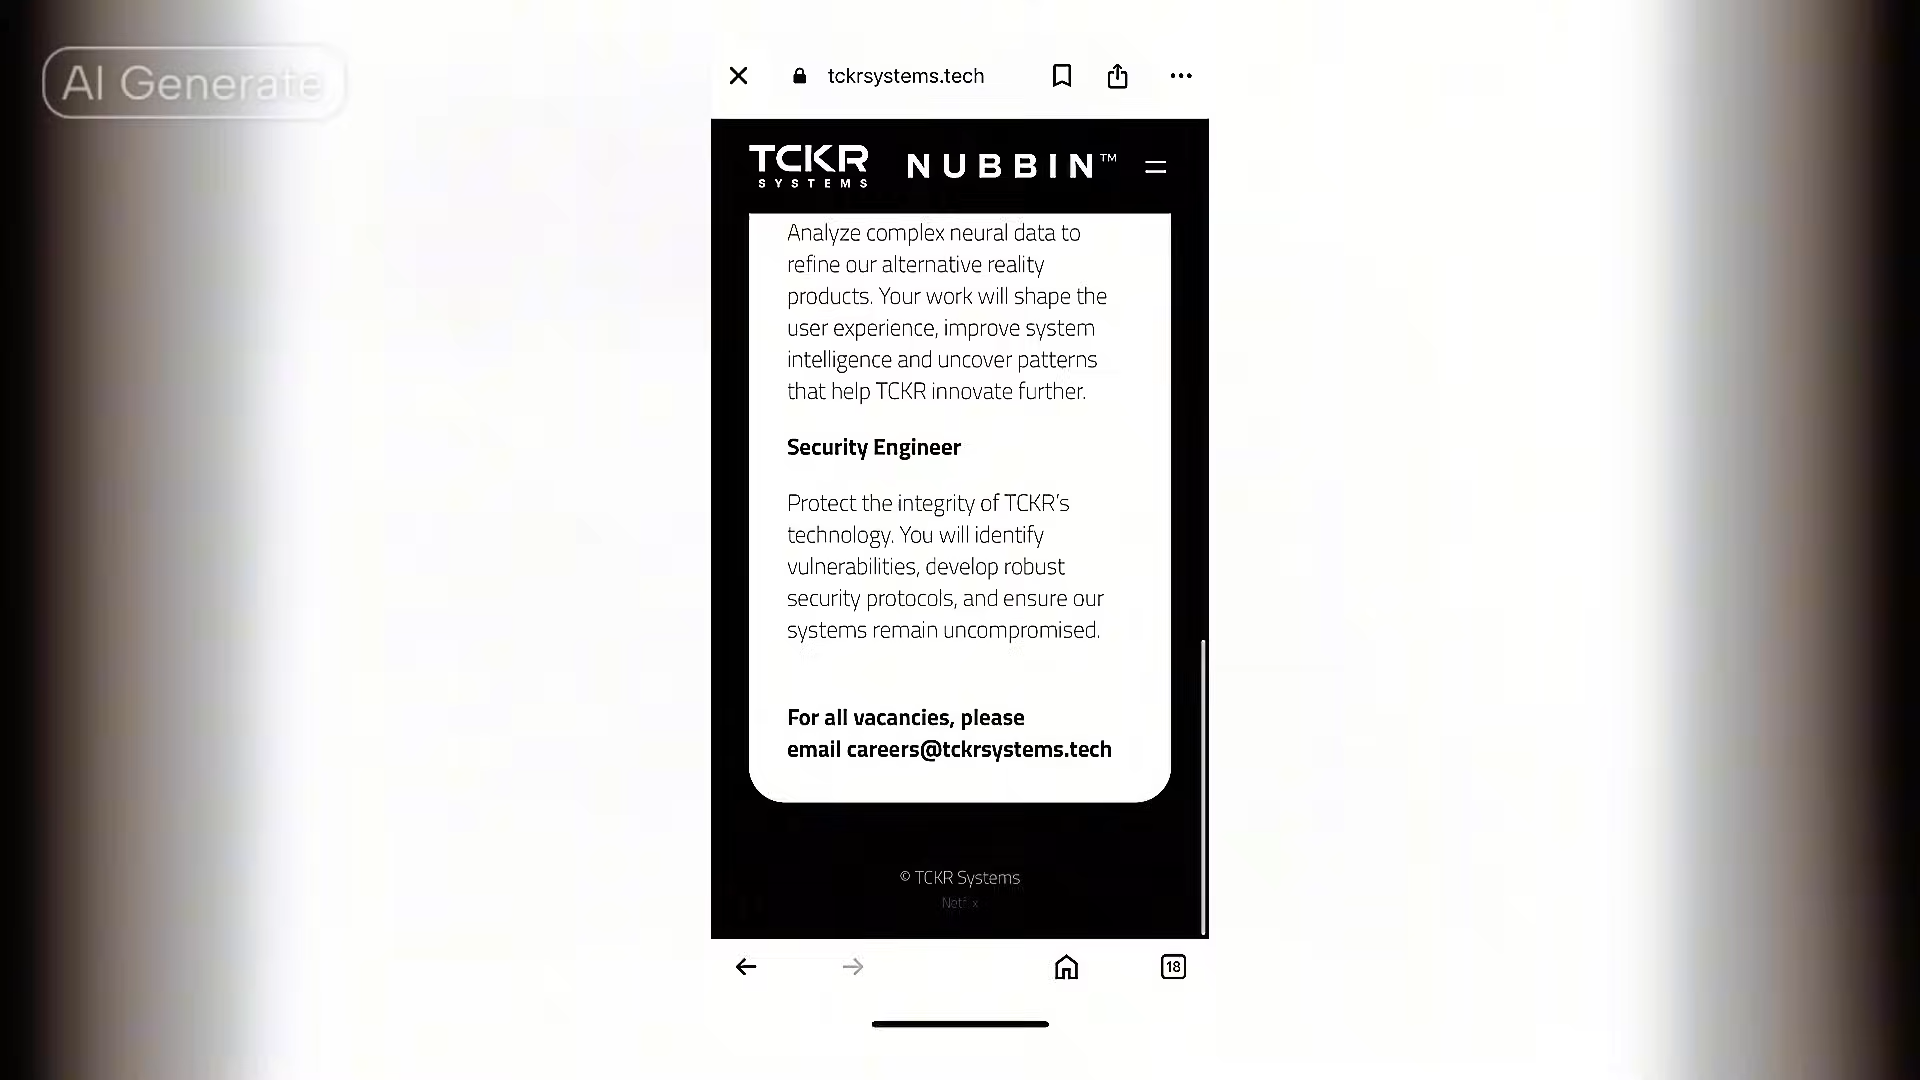 AI Generate
tckrsystems.tech
TCKR
SYSTEMS
NUBBIN™
Analyze complex neural data to
refine our alternative reality
products. Your work will shape the
user experience, improve system
intelligence and uncover patterns
that help TCKR innovate further.
Security Engineer
Protect the integrity of TCKR’s
technology. You will identify
vulnerabilities, develop robust
security protocols, and ensure our
systems remain uncompromised.
For all vacancies, please
email careers@tckrsystems.tech
© TCKR Systems
18